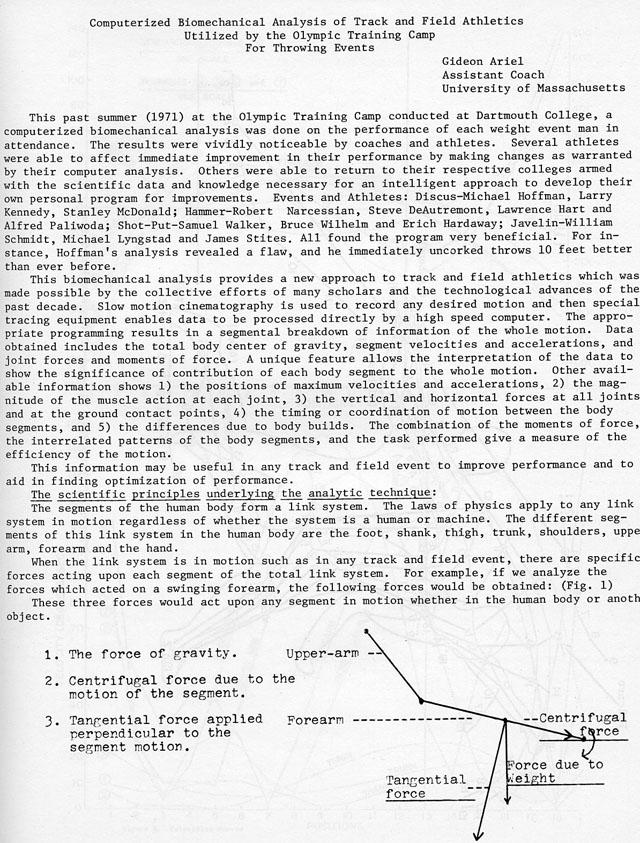 Computerized Biomechanical Analysis of Track and Field Athletics
Utilized by the Olympic Training Camp
For Throwing Events
Gideon Ariel
Assistant Coach
University of Massachusetts
This past summer (1971) at the Olympic Training Camp conducted at Dartmouth College, a
computerized biomechanical analysis was done on the performance of each weight event man in
attendance. The results were vividly noticeable by coaches and athletes. Several athletes
were able to affect immediate improvement in their performance by making changes as warranted
by their computer analysis. Others were able to return to their respective colleges armed
with the scientific data and knowledge necessary for an intelligent approach to develop their
own personal program for improvements. Events and Athletes: Discus-Michael Hoffman, Larry
Kennedy, Stanley McDonald; Hammer-Robert Narcessian, Steve DeAutremont, Lawrence Hart and
Alfred Paliwoda; Shot-Put-Samuel Walker, Bruce Wilhelm and Erich Hardaway; Javelin-William
Schmidt, Michael Lyngstad and James Stites. All found the program very beneficial. For in-
stance, Hoffman's analysis revealed a flaw, and he immediately uncorked throws 10 feet better
than ever before.
This biomechanical analysis provides a new approach to track and field athletics which was
made possible by the collective efforts of many scholars and the technological advances of the
past decade. Slow motion cinematography is used to record any desired motion and then special
tracing equipment enables data to be processed directly by a high speed computer. The appro-
priate programming results in a segmental breakdown of information of the whole motion. Data
obtained includes the total body center of gravity, segment velocities and accelerations, and
joint forces and moments of force. A unique feature allows the interpretation of the data to
show the significance of contribution of each body segment to the whole motion. Other avail-
able information shows 1) the positions of maximum velocities and accelerations, 2) the mag-
nitude of the muscle action at each joint, 3) the vertical and horizontal forces at all joints
and at the ground contact points, 4) the timing or coordination of motion between the body
segments, and 5) the differences due to body builds. The combination of the moments of force,
the interrelated patterns of the body segments, and the task performed give a measure of the
efficiency of the motion.
This information may be useful in any track and field event to improve performance and to
aid in finding optimization of performance.
The scientific principles underlying the analytic technique:
The segments of the human body form a link system. The laws of physics apply to any link
system in motion regardless of whether the system is a human or machine. The different seg-
ments of this link system in the human body are the foot, shank, thigh, trunk, shoulders, uppe
arm, forearm and the hand.
When the link system is in motion such as in any track and field event, there are specific
forces acting upon each segment of the total link system. For example, if we analyze the
forces which acted on a swinging forearm, the following forces would be obtained: (Fig. 1)
These three forces would act upon any segment in motion whether in the human body or anoth
object.
1. The force of gravity.
2. Centrifugal force due to the
motion of the segment.
3. Tangential force applied
perpendicular to the
segment motion.
Upper-arm
Forearm
Centrifugal
force
Force due to
Weight
Tangential
force